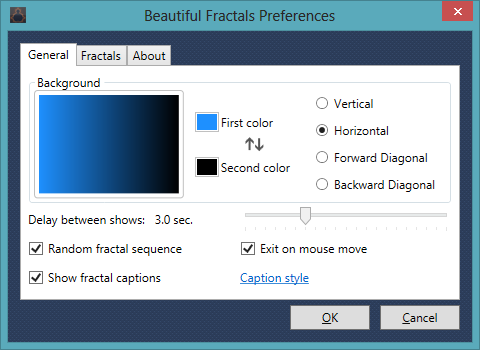 Beautiful Fractals Preferences
General Fractals About
Background
First color
Second color
Vertical
Horizontal
Forward Diagonal
Backward Diagonal
Delay between shows: 3.0 sec.
Random fractal sequence
Exit on mouse move
Show fractal captions
Caption style
OK Cancel